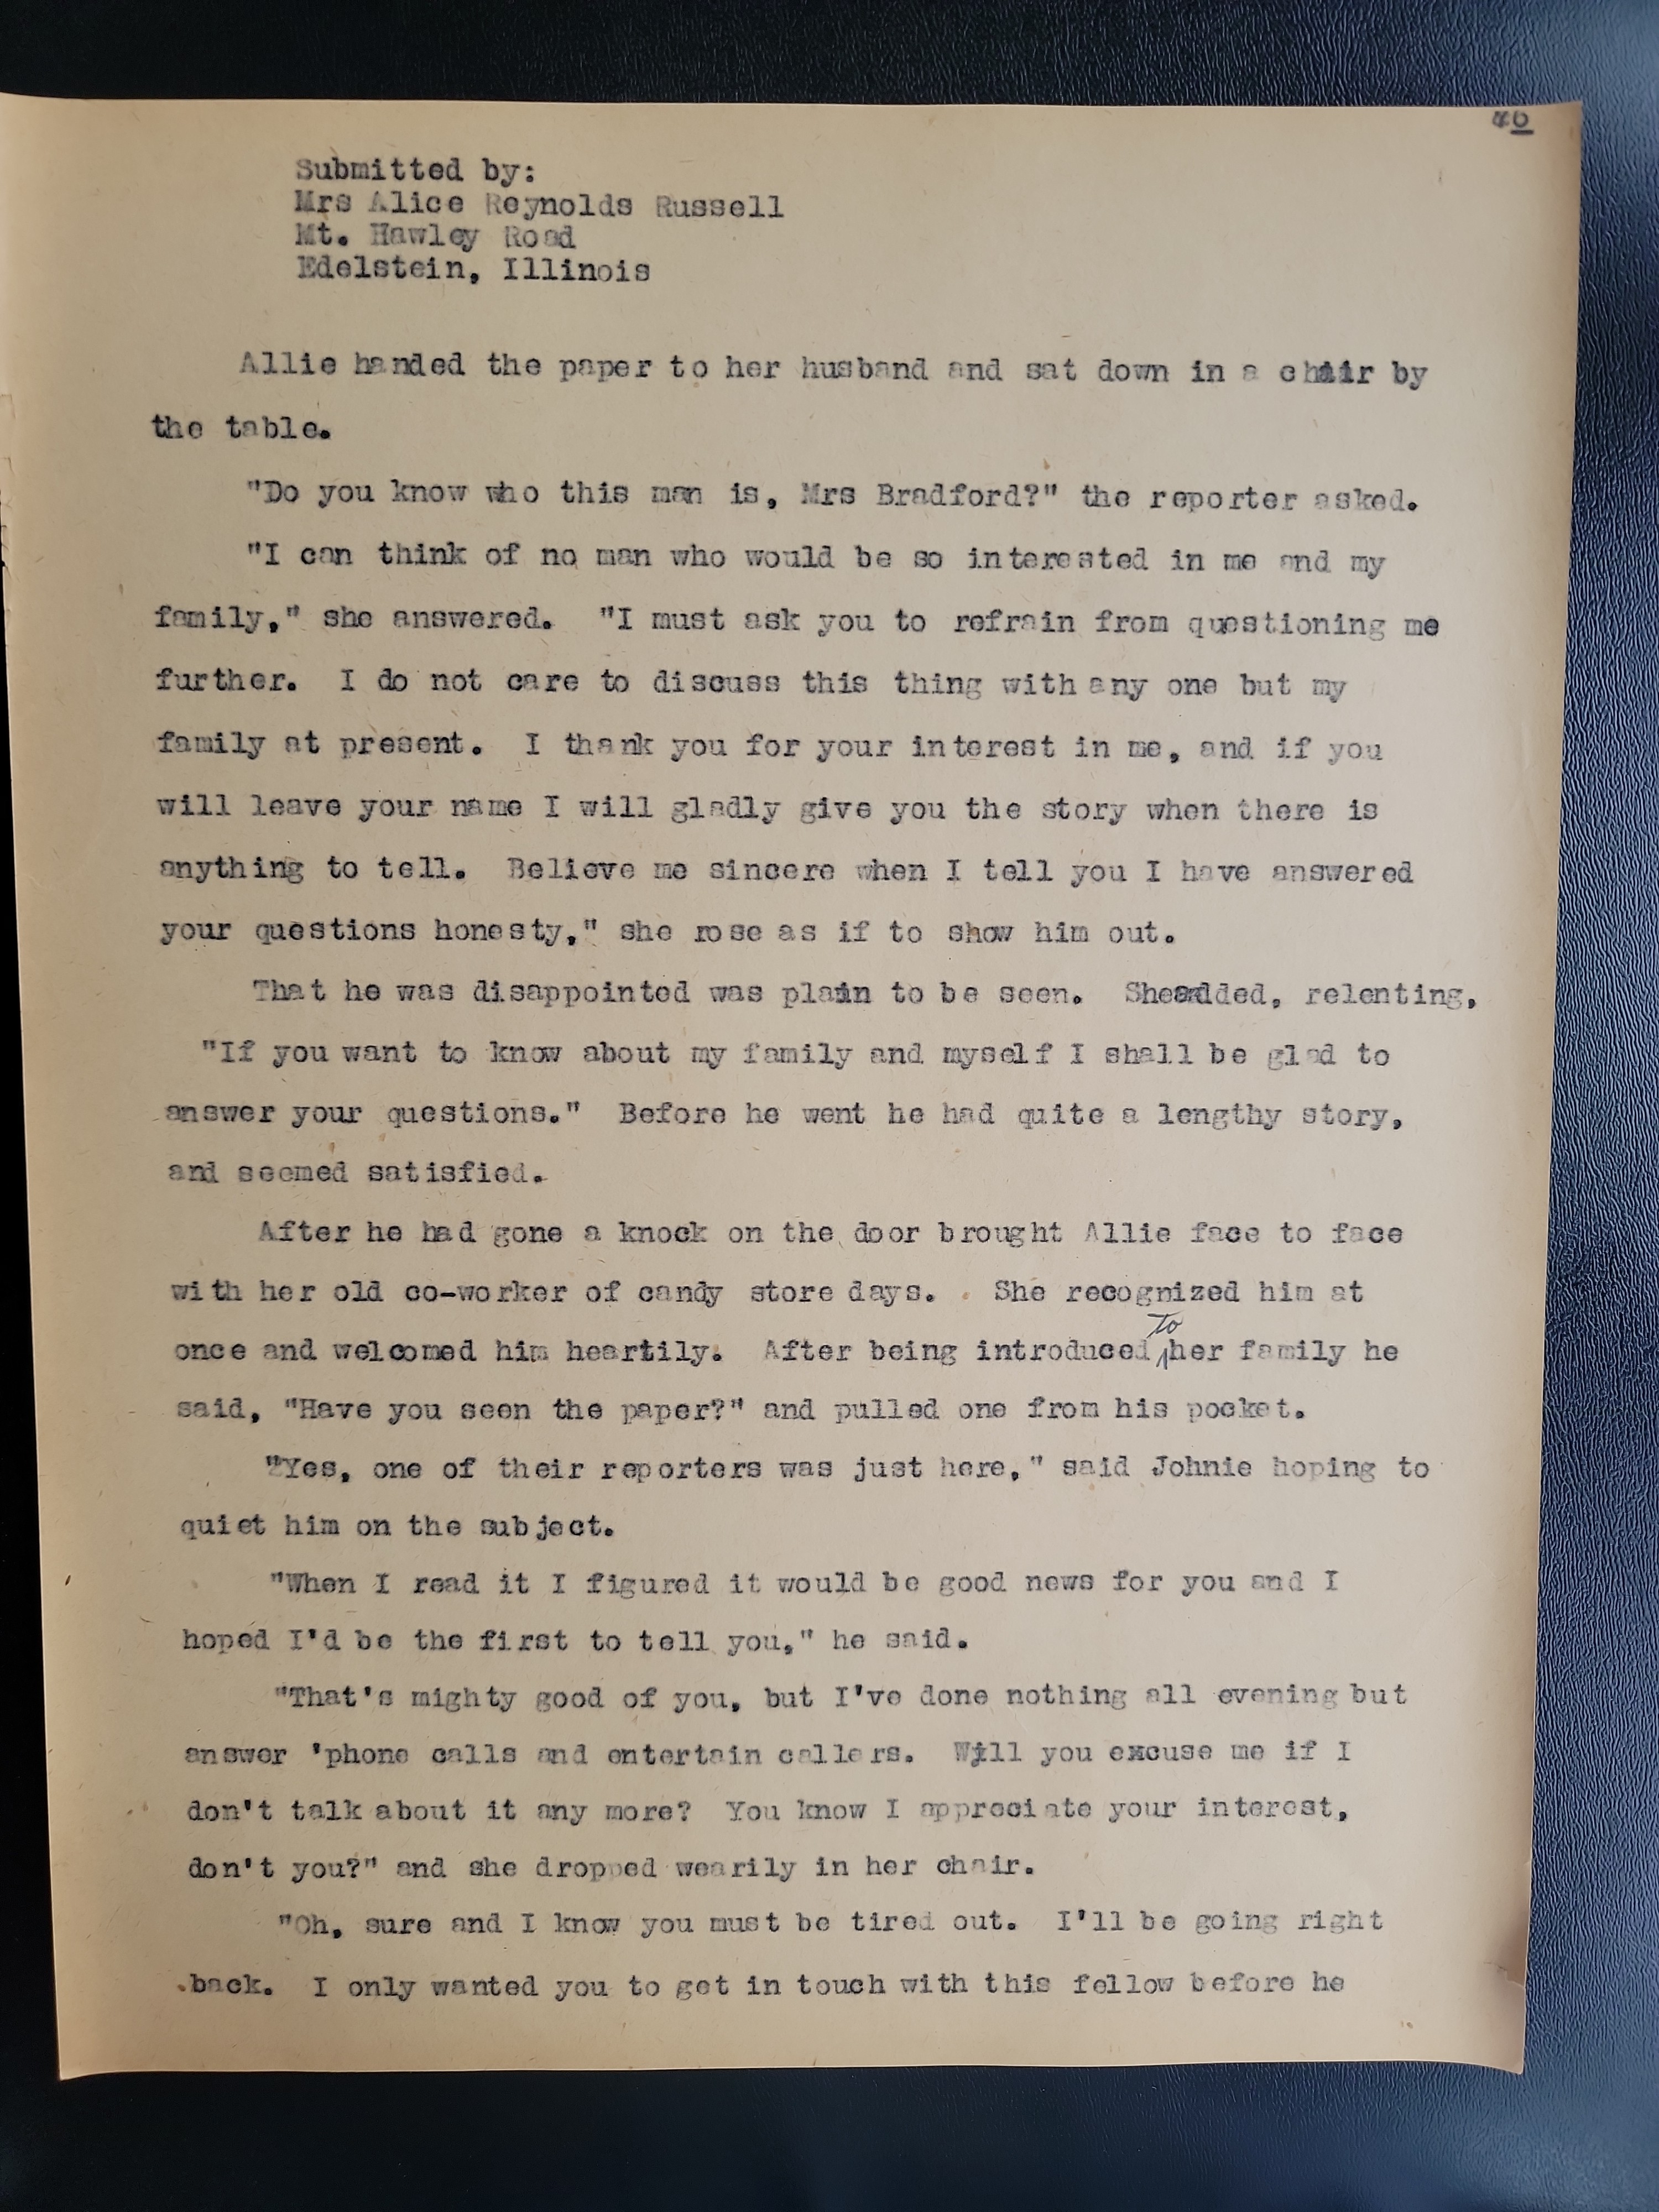 46
Submitted by:
Mrs Alice Reynolds Russell
Mt. Hawley Road
Edelstein, Illinois
Allie handed the paper to her husband and sat down in a chair by
the table.
"Do you know who this man is, Mrs Bradford?" the reporter asked.
"I can think of no man who would be so interested in me and my
family," she answered. "I must ask you to refrain from questioning me
further. I do not care to discuss this thing with any one but my
family at present. I thank you for your interest in me, and if you
will leave your name I will gladly give you the story when there is
anything to tell. Believe me sincere when I tell you I have answered
your questions honesty," she rose as if to show him out.
That he was disappointed was plain to be seen. She added, relenting,
"If you want to know about my family and myself I shall be glad to
answer your questions." Before he went he had quite a lengthy story,
and seemed satisfied.
After he had gone a knock on the door brought Allie face to face
with her old co-worker of candy store days. She recognized him at
once and welcomed him heartily. After being introduced to her family he
said, "Have you seen the paper?" and pulled one from his pocket.
"Yes, one of their reporters was just here," said Johnie hoping to
quiet him on the subject.
"When I read it I figured it would be good news for you and I
hoped I'd be the first to tell you," he said.
"That's mighty good of you, but I've done nothing all evening but
answer 'phone calls and entertain callers. Will you excuse me if I
don't talk about it any more? You know I appreciate your interest,
don't you?" and she dropped wearily in her chair.
"Oh, sure and I know you must be tired out. I'll be going right
back. I only wanted you to get in touch with this fellow before he